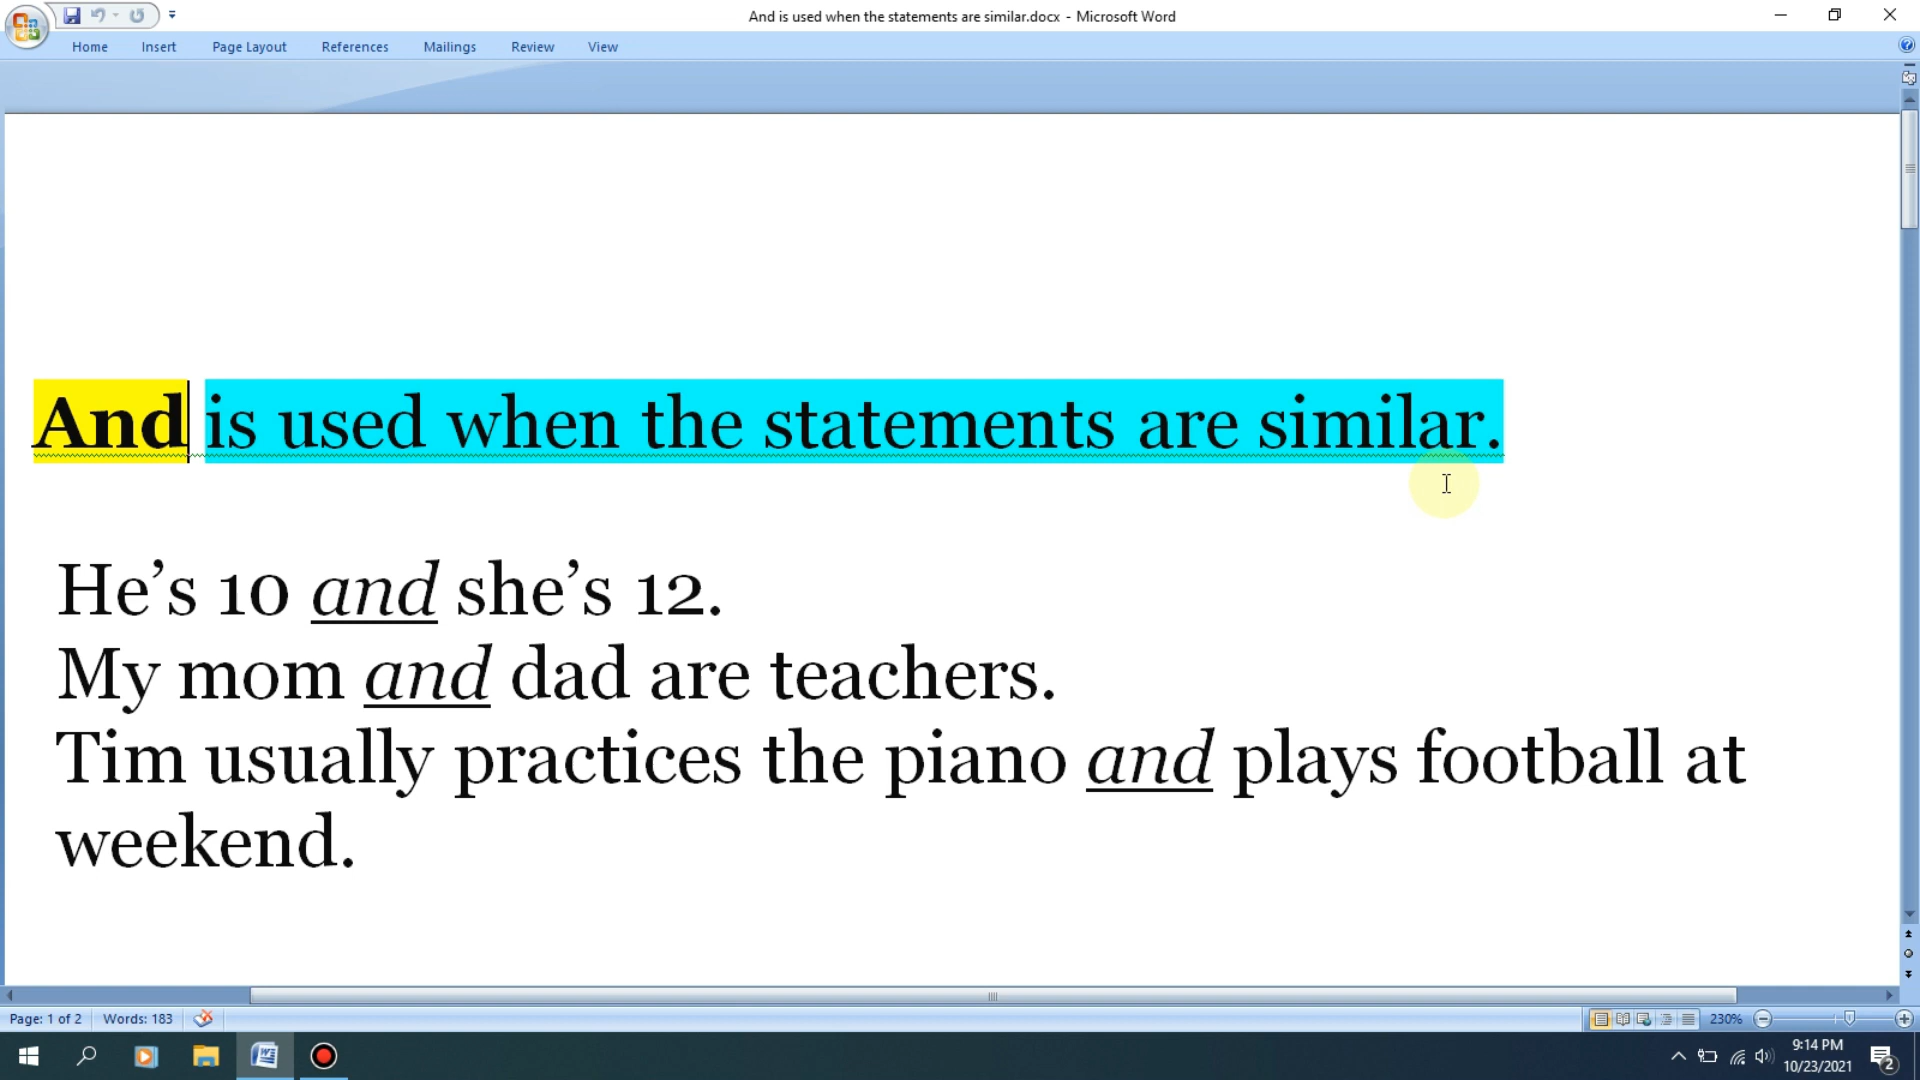 And is used when the statements are similar.docx - Microsoft Word
Home Insert Page Layout References Mailings Review View
And is used when the statements are similar.
He’s 10 and she’s 12.
My mom and dad are teachers.
Tim usually practices the piano and plays football at
weekend.
Page: 1 of 2 Words: 183 230%
9:14 PM
10/23/2021
2